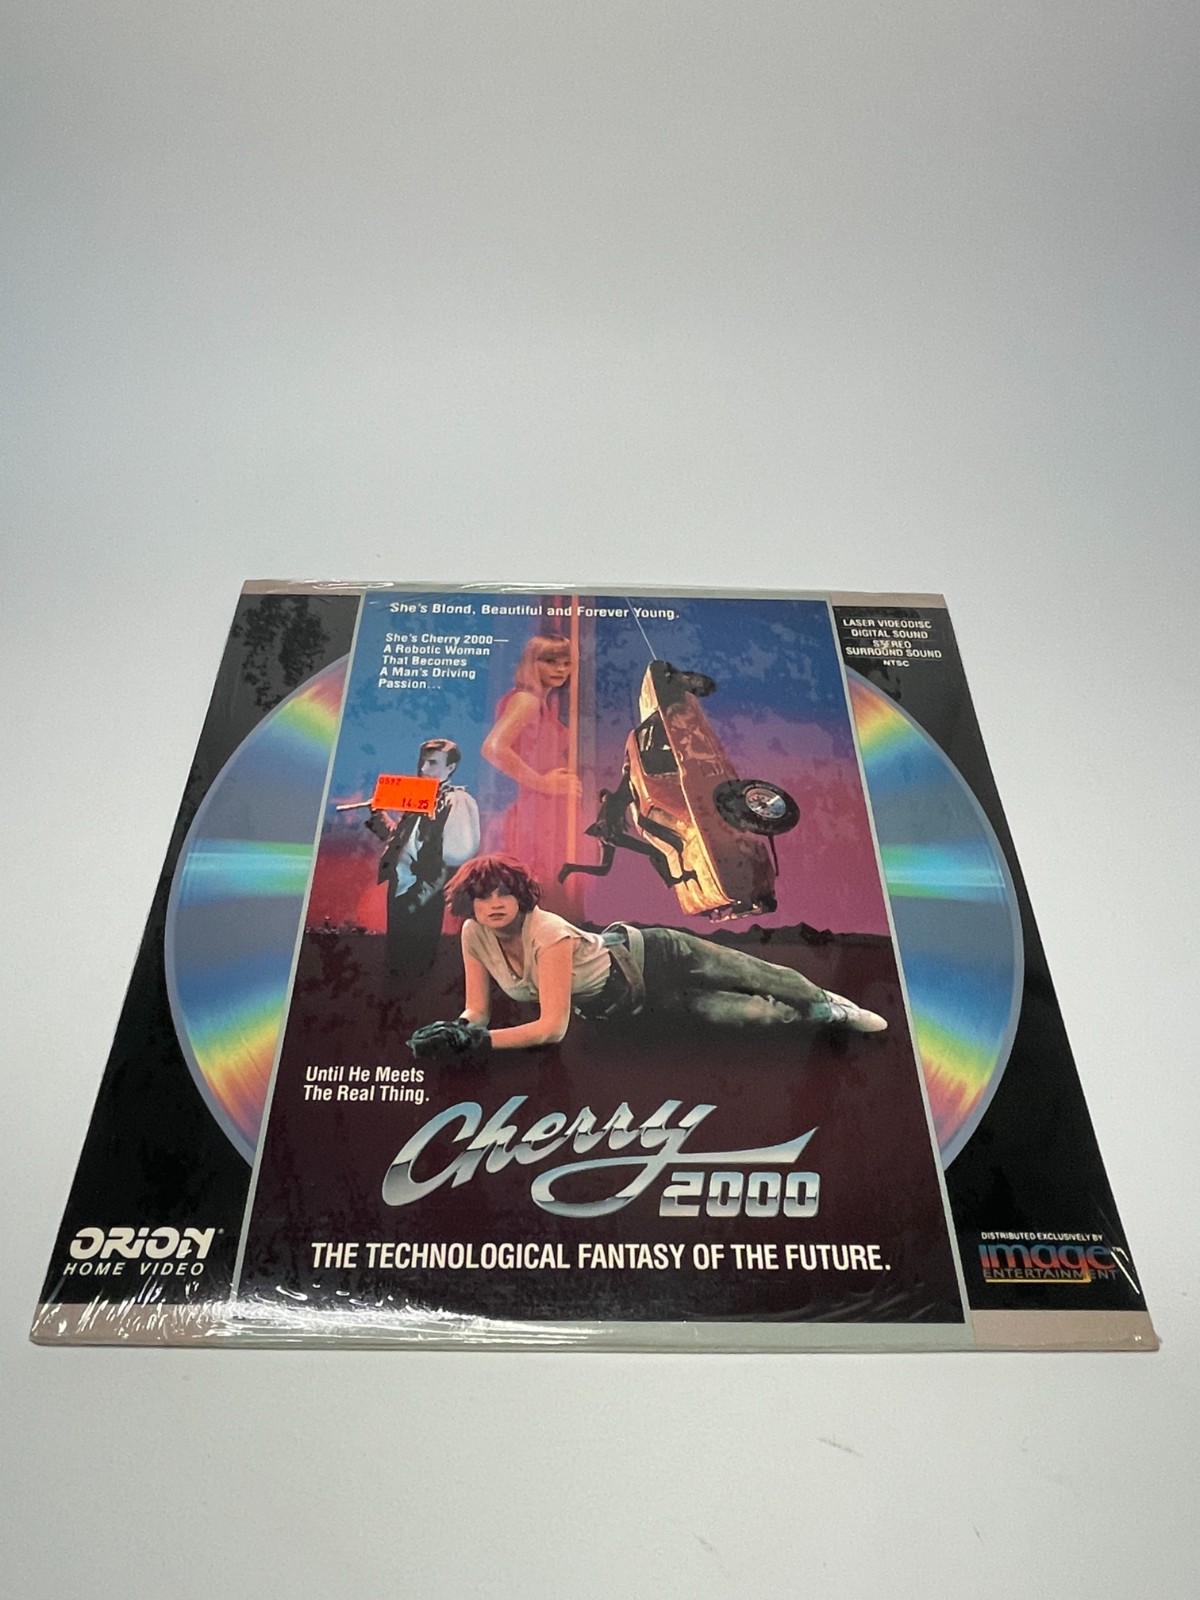 She's Blond, Beautiful and Forever Young.
She's Cherry 2000—
A Robotic Woman
That Becomes
A Man's Driving
Passion...
LASER VIDEODISC
DIGITAL SOUND
STEREO
SURROUND SOUND
NTSC
0592
14.25
Until He Meets
The Real Thing.
Cherry
2000
THE TECHNOLOGICAL FANTASY OF THE FUTURE.
ORION®
HOME VIDEO
DISTRIBUTED EXCLUSIVELY BY
image™
ENTERTAINMENT